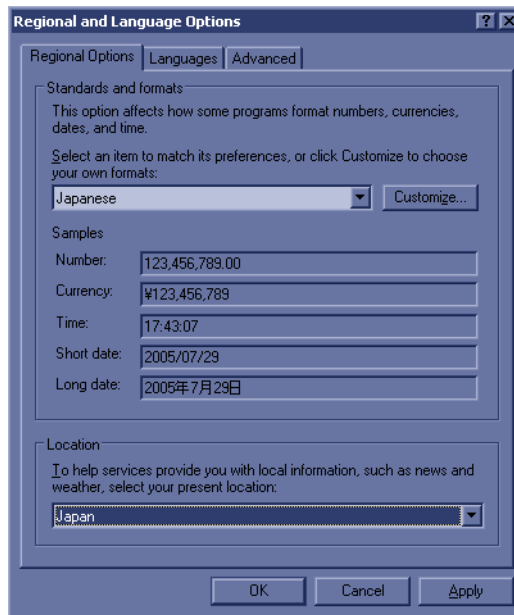 Regional and Language Options
Regional Options Languages Advanced
Standards and formats
This option affects how some programs format numbers, currencies,
dates, and time.
Select an item to match its preferences, or click Customize to choose
your own formats:
Japanese Customize...
Samples
Number: 123,456,789.00
Currency: ¥123,456,789
Time: 17:43:07
Short date: 2005/07/29
Long date: 2005年7月29日
Location
To help services provide you with local information, such as news and
weather, select your present location:
Japan
OK Cancel Apply